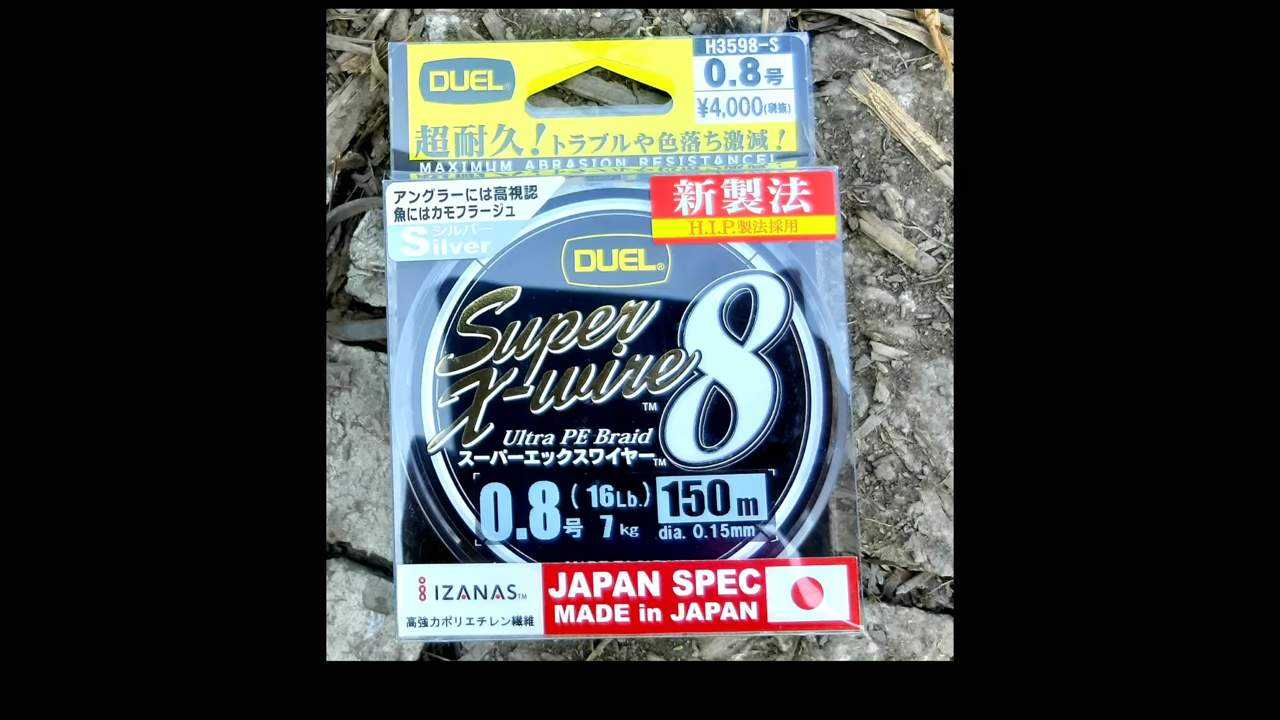 DUEL®
H3598-S
0.8号
¥4,000(税抜)
超耐久！トラブルや色落ち激減！
MAXIMUM ABRASION RESISTANCE!
アングラーには高視認
魚にはカモフラージュ
シルバー
Silver
新製法
H.I.P.製法採用
DUEL®
Super
X-wire 8
TM
Ultra PE Braid
スーパーエックスワイヤーTM
0.8号 (16Lb.) 7kg 150m
dia. 0.15mm
IZANAS TM
高強力ポリエチレン繊維
JAPAN SPEC
MADE in JAPAN